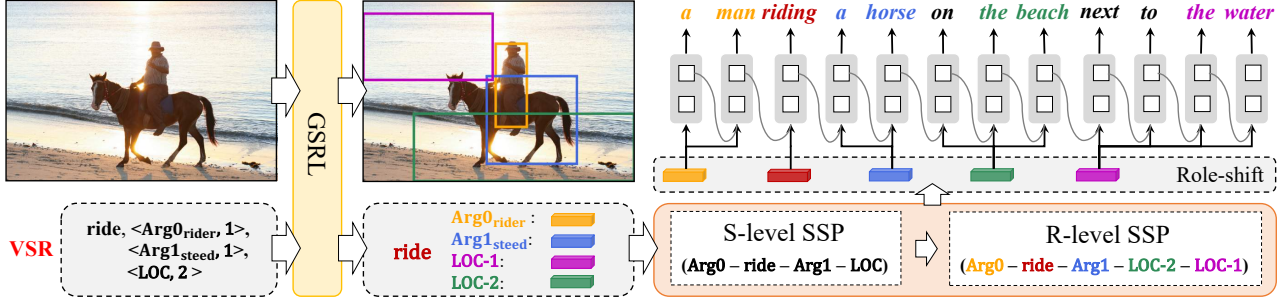 a man riding a horse on the beach next to the water
GSRL
Role-shift
VSR
ride, <Arg0rider, 1>,
<Arg1steed, 1>,
<LOC, 2 >
ride
Arg0rider :
Arg1steed:
LOC-1:
LOC-2:
S-level SSP
(Arg0 – ride – Arg1 – LOC)
R-level SSP
(Arg0 – ride – Arg1 – LOC-2 – LOC-1)